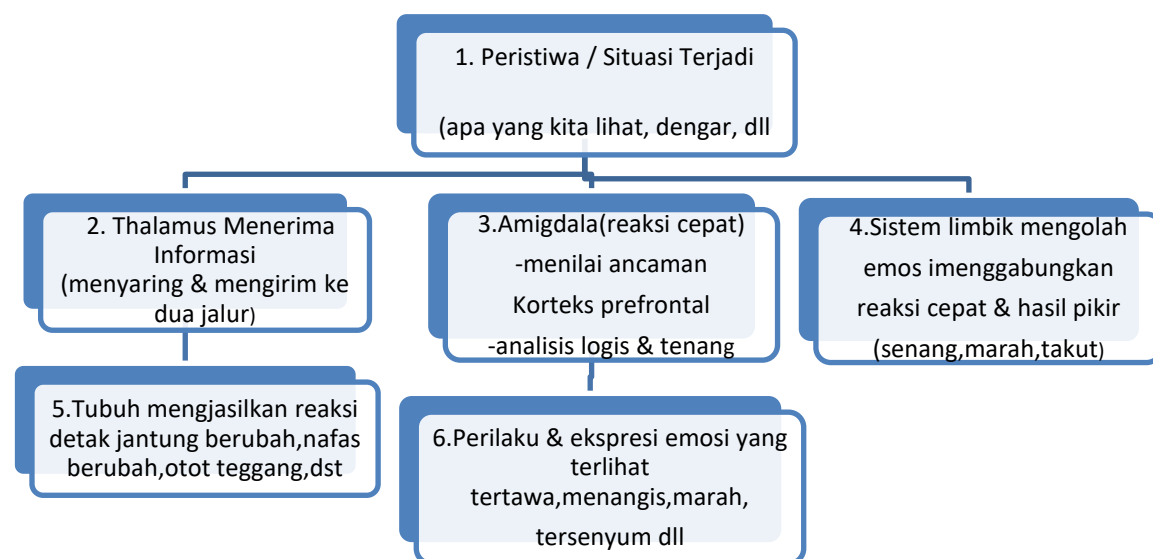 1. Peristiwa / Situasi Terjadi
(apa yang kita lihat, dengar, dll
2. Thalamus Menerima
Informasi
(menyaring & mengirim ke
dua jalur)
3.Amigdala(reaksi cepat)
-menilai ancaman
Korteks prefrontal
-analisis logis & tenang
4.Sistem limbik mengolah
emos imenggabungkan
reaksi cepat & hasil pikir
(senang,marah,takut)
5.Tubuh mengjasilkan reaksi
detak jantung berubah,nafas
berubah,otot teggang,dst
6.Perilaku & ekspresi emosi yang
terlihat
tertawa,menangis,marah,
tersenyum dll